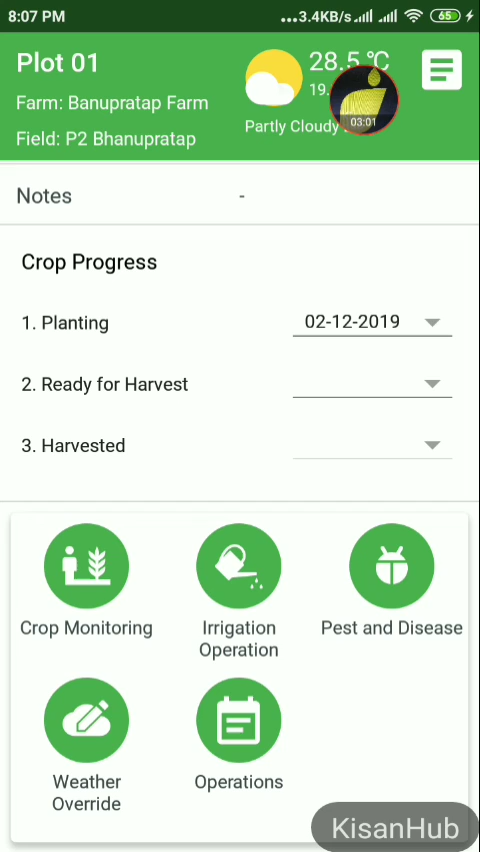 8:07 PM ...3.4KB/s 65
Plot 01
28.5 °C
Farm: Banupratap Farm
19.
03:01
Partly Cloudy
Field: P2 Bhanupratap
Notes -
Crop Progress
1. Planting 02-12-2019
2. Ready for Harvest
3. Harvested
Crop Monitoring
Irrigation
Operation
Pest and Disease
Weather
Override
Operations
KisanHub